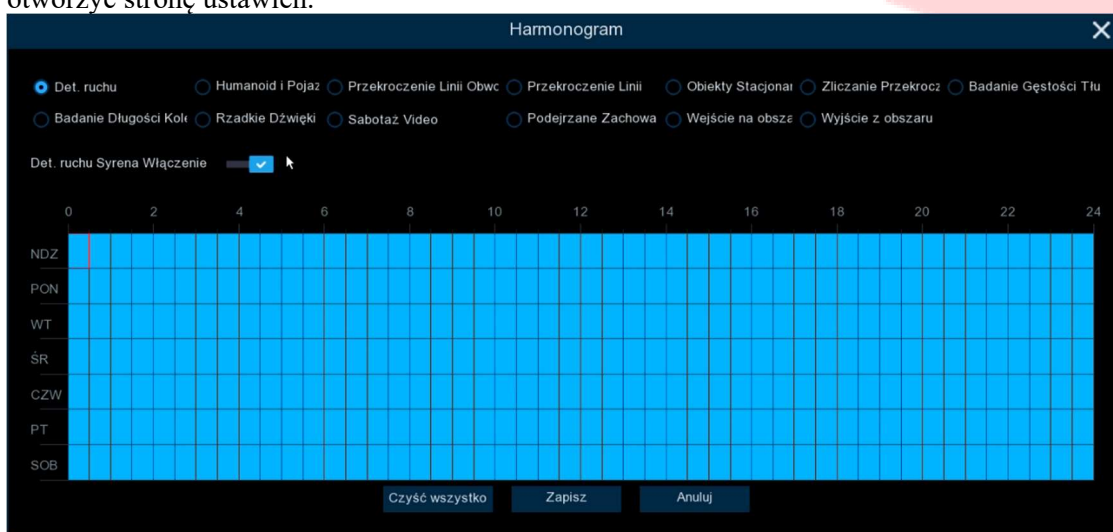 otworzyć stronę ustawień.
Harmonogram
Det. ruchu Humanoid i Pojaz Przekroczenie Linii Obwc Przekroczenie Linii Obiekty Stacjonar Zliczanie Przekrocz Badanie Gęstości Tłu
Badanie Długości Kole Rzadkie Dźwięki Sabotaż Video Podejrzane Zachowa Wejście na obsza Wyjście z obszaru
Det. ruchu Syrena Włączenie
0 2 4 6 8 10 12 14 16 18 20 22 24
NDZ
PON
WT
ŚR
CZW
PT
SOB
Czyść wszystko Zapisz Anuluj